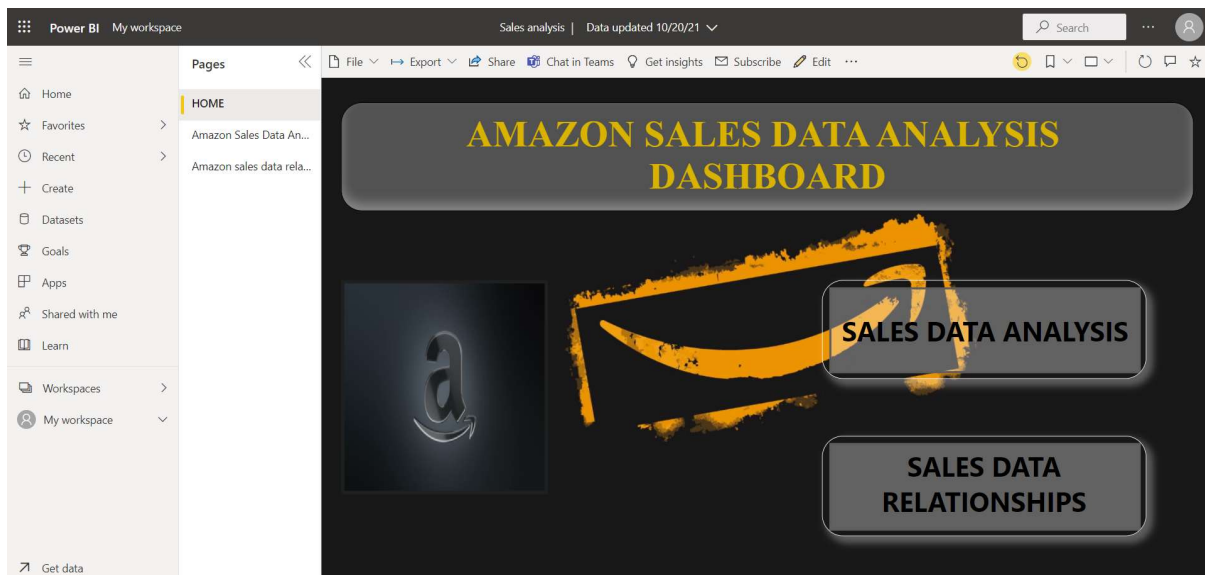 Power BI My workspace
Sales analysis | Data updated 10/20/21
Search
Pages
File Export Share Chat in Teams Get insights Subscribe Edit
Home
Favorites
Recent
Create
Datasets
Goals
Apps
Shared with me
Learn
Workspaces
My workspace
Get data
HOME
Amazon Sales Data An...
Amazon sales data rela...
AMAZON SALES DATA ANALYSIS
DASHBOARD
a
SALES DATA ANALYSIS
SALES DATA
RELATIONSHIPS